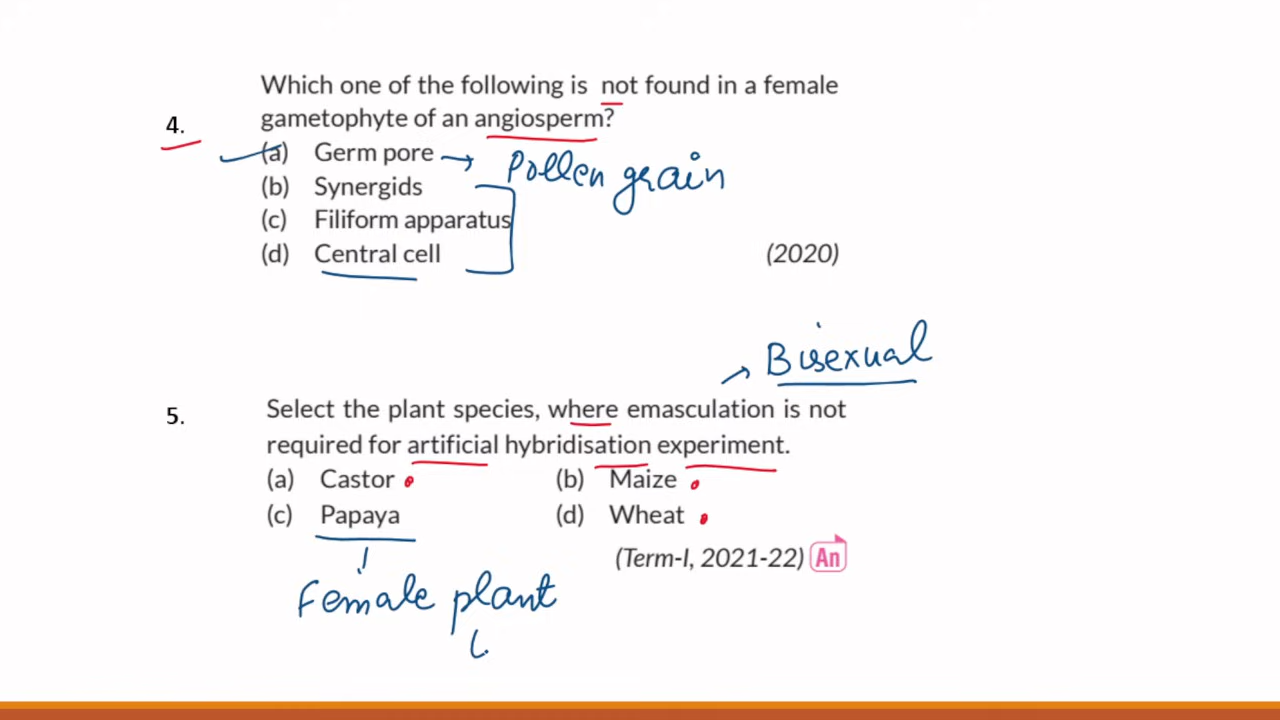 Which one of the following is not found in a female
4. gametophyte of an angiosperm?
(a) Germ pore → Pollen grain
(b) Synergids
(c) Filiform apparatus
(d) Central cell (2020)
Bisexual
5. Select the plant species, where emasculation is not
required for artificial hybridisation experiment.
(a) Castor (b) Maize
(c) Papaya (d) Wheat
(Term-I, 2021-22) An
Female plant
(